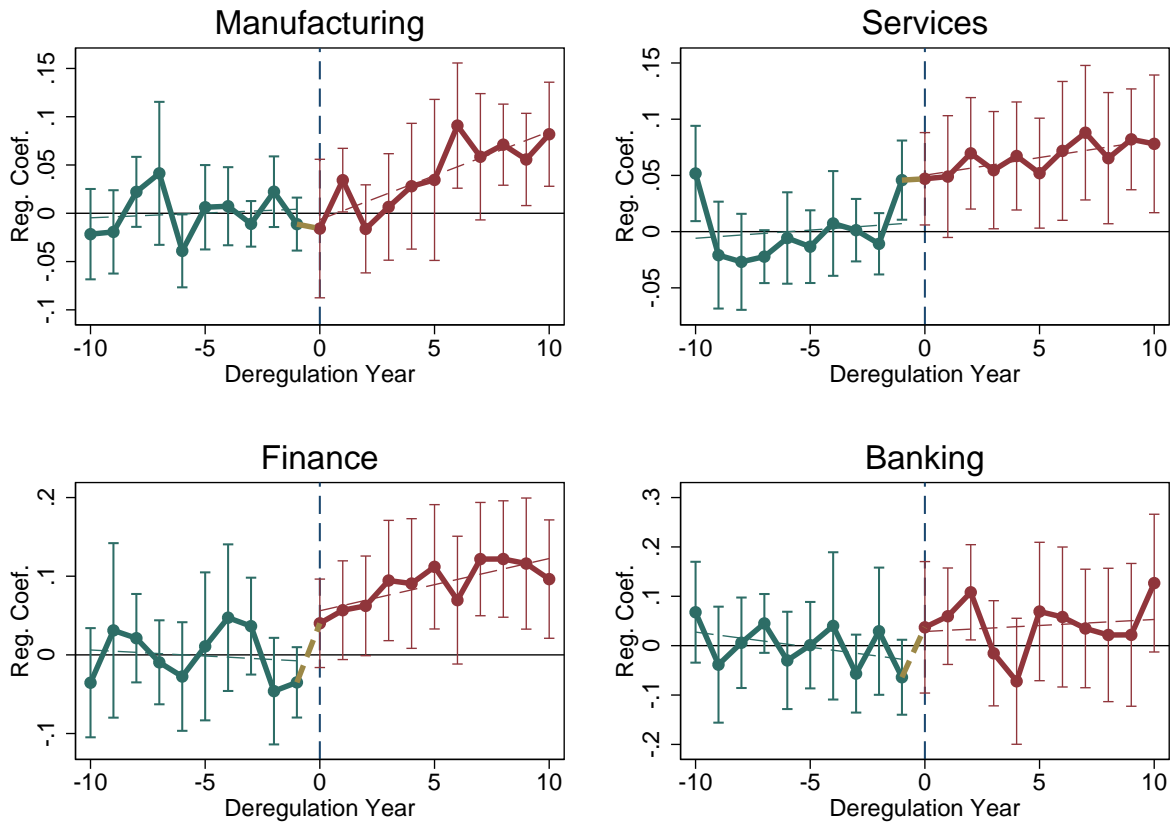 Manufacturing
Reg. Coef.
.15
.1
.05
0
-.05
-.1
-10 -5 0 5 10
Deregulation Year
Services
Reg. Coef.
.15
.1
.05
0
-.05
-10 -5 0 5 10
Deregulation Year
Finance
Reg. Coef.
.2
.1
0
-.1
-10 -5 0 5 10
Deregulation Year
Banking
Reg. Coef.
.3
.2
.1
0
-.1
-.2
-10 -5 0 5 10
Deregulation Year